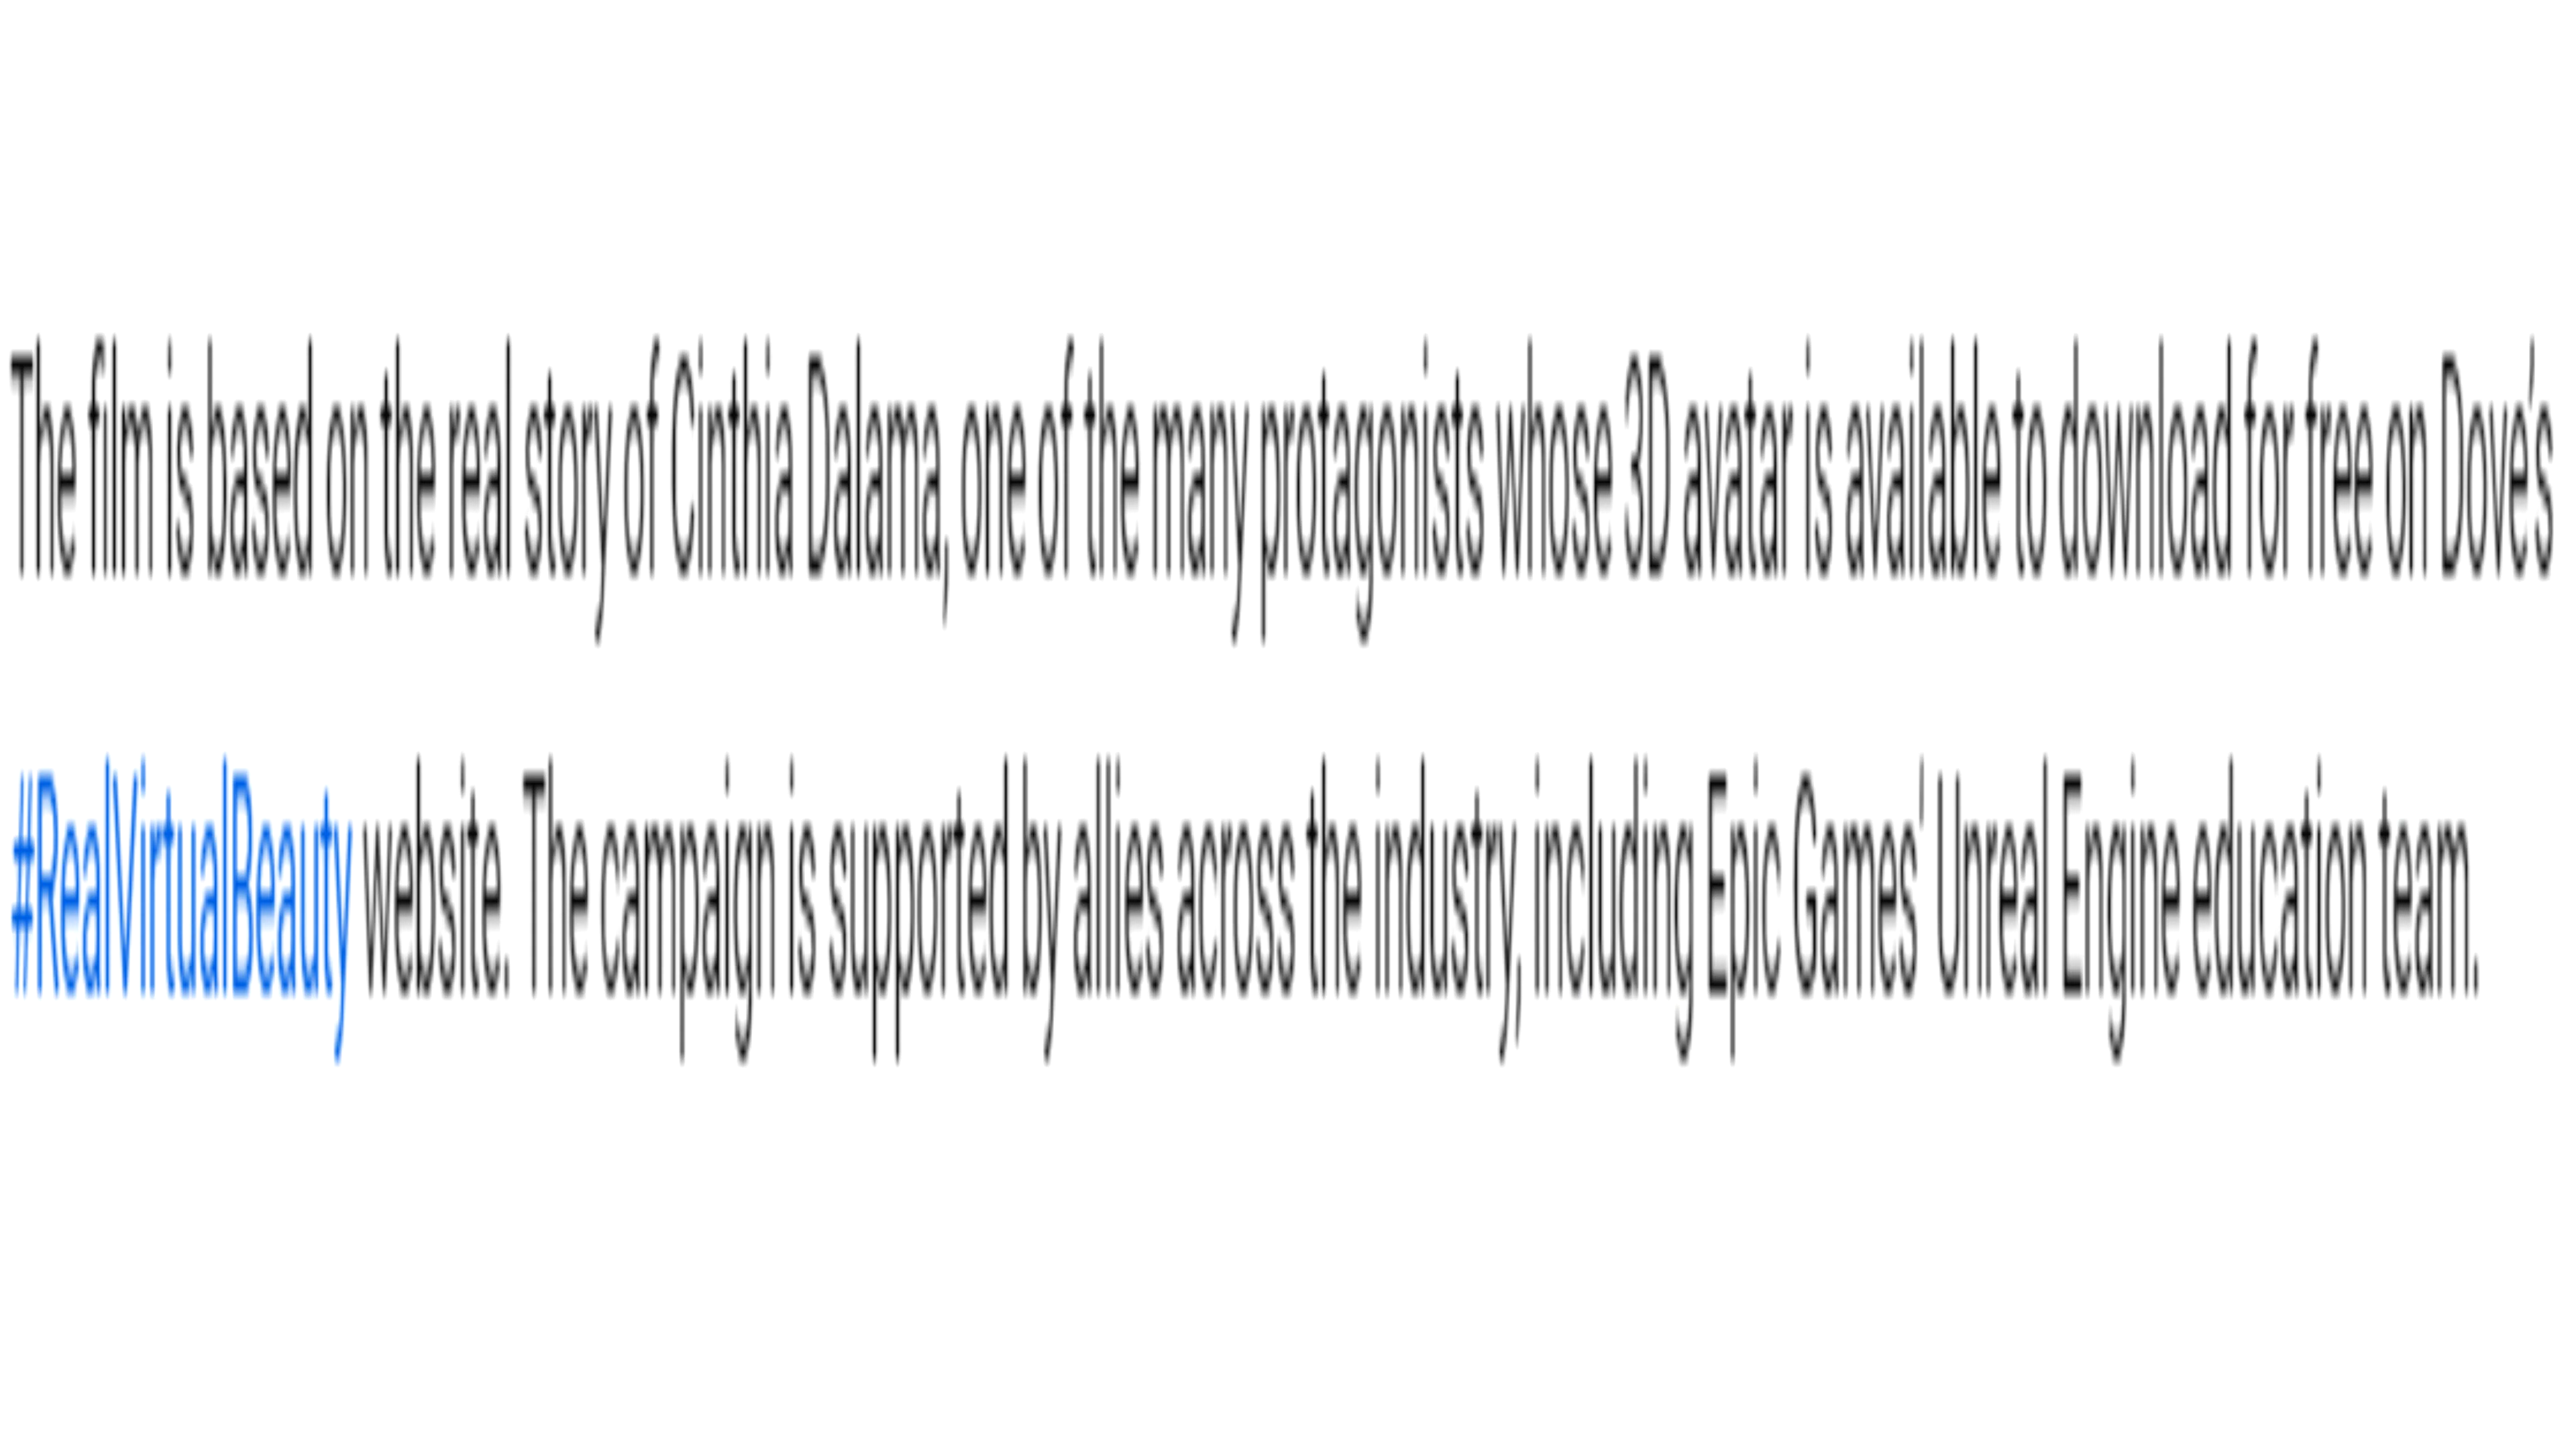 The film is based on the real story of Cinthia Dalama, one of the many protagonists whose 3D avatar is available to download for free on Dove's
#RealVirtualBeauty website. The campaign is supported by allies across the industry, including Epic Games' Unreal Engine education team.